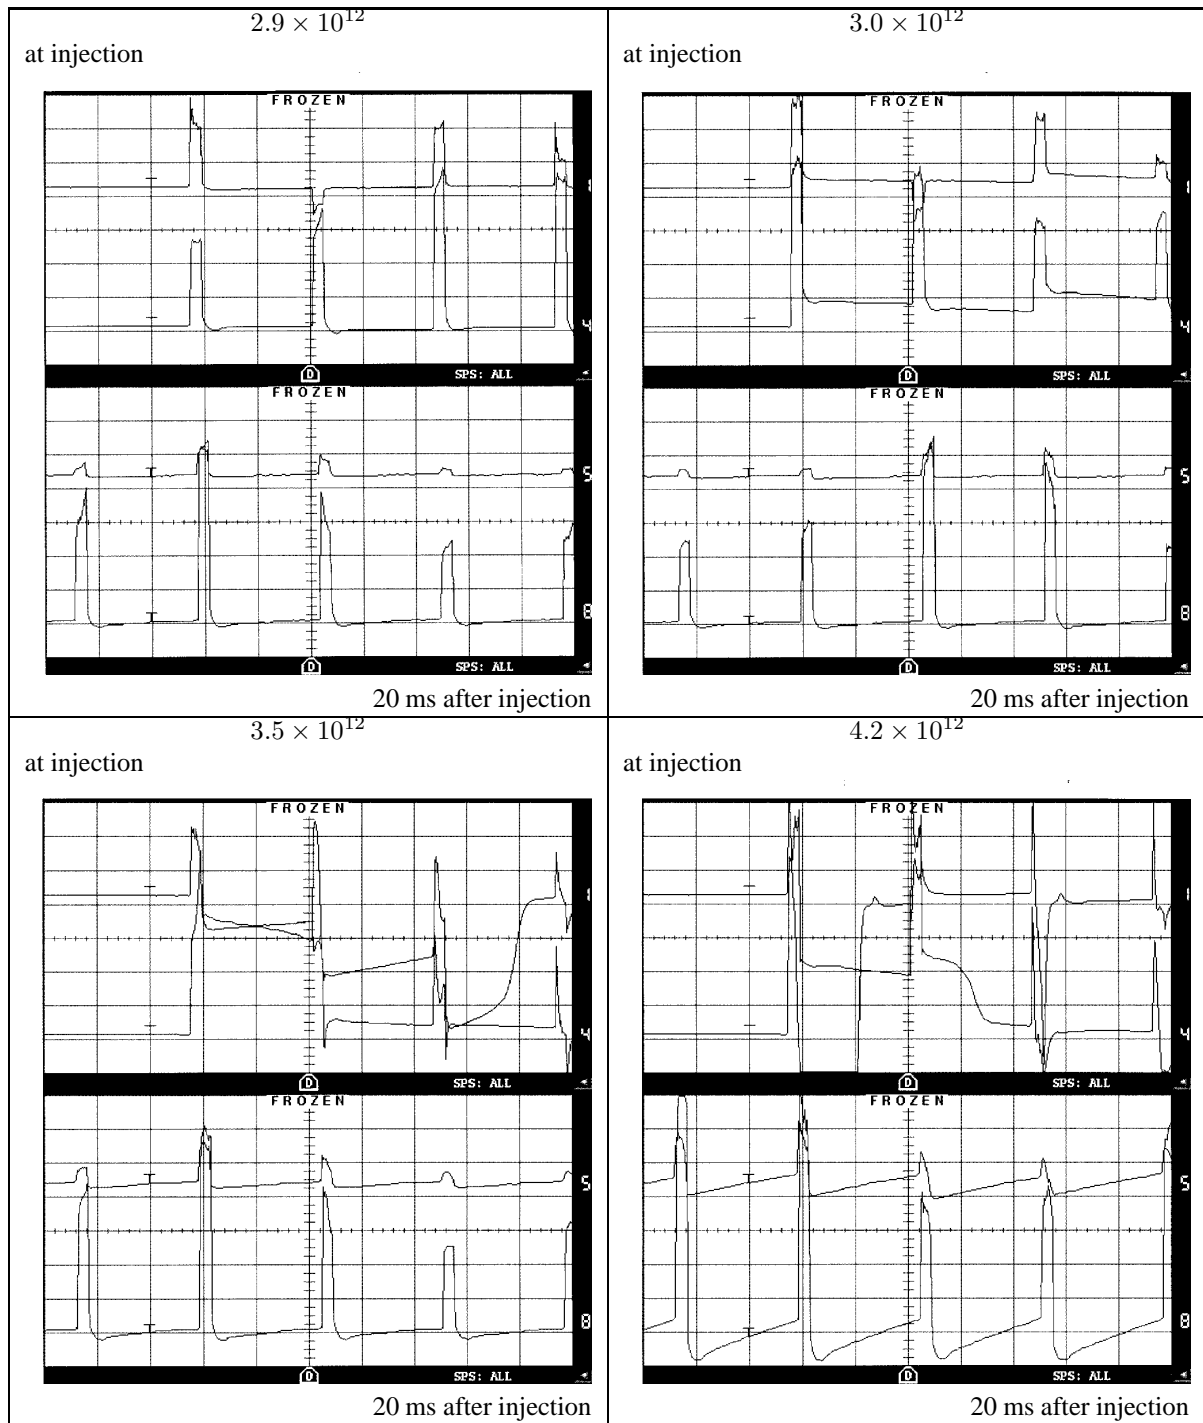 2.9 × 10^12
at injection
FROZEN
1
4
SPS: ALL
FROZEN
5
8
SPS: ALL
20 ms after injection
3.0 × 10^12
at injection
FROZEN
1
4
SPS: ALL
FROZEN
5
8
SPS: ALL
20 ms after injection
3.5 × 10^12
at injection
FROZEN
1
4
SPS: ALL
FROZEN
5
8
SPS: ALL
20 ms after injection
4.2 × 10^12
at injection
FROZEN
1
4
SPS: ALL
FROZEN
5
8
SPS: ALL
20 ms after injection